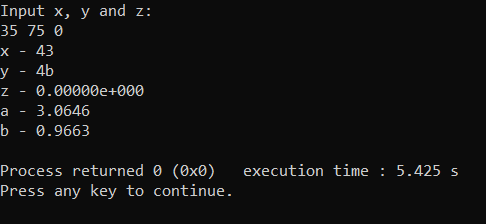 Input x, y and z:
35 75 0
x - 43
y - 4b
z - 0.00000e+000
a - 3.0646
b - 0.9663
Process returned 0 (0x0)   execution time : 5.425 s
Press any key to continue.